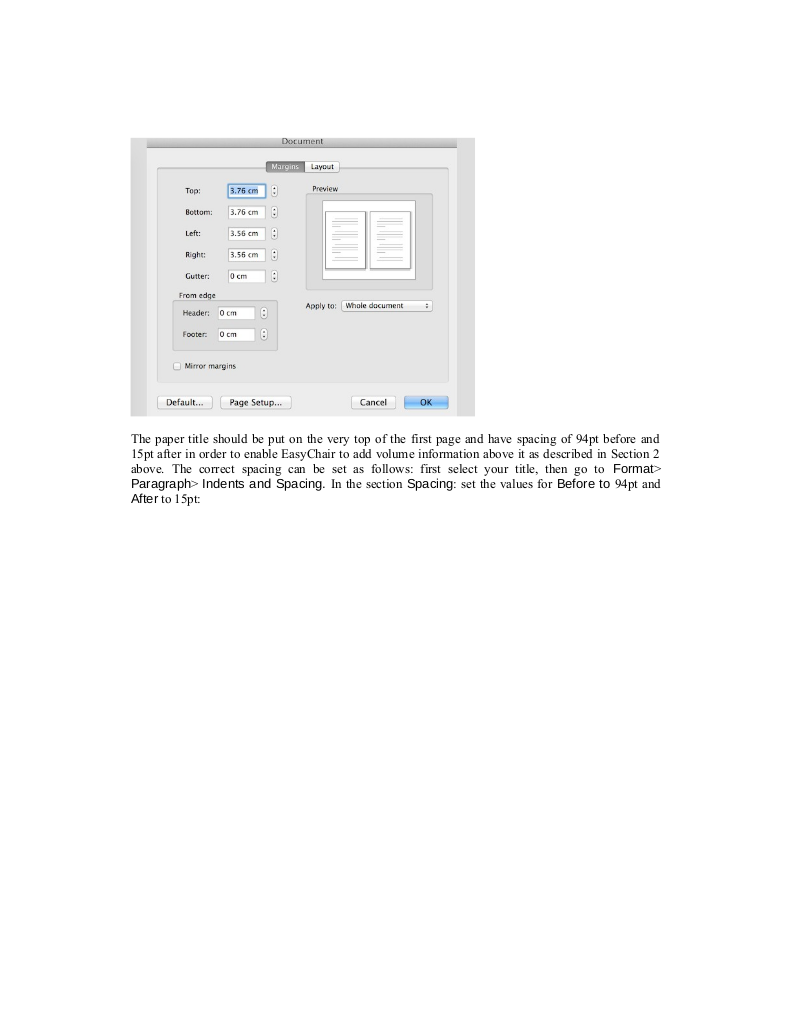 Document
Margins Layout
Top: 3.76 cm
Preview
Bottom: 3.76 cm
Left: 3.56 cm
Right: 3.56 cm
Gutter: 0 cm
From edge
Apply to: Whole document
Header: 0 cm
Footer: 0 cm
Mirror margins
Default... Page Setup... Cancel OK
The paper title should be put on the very top of the first page and have spacing of 94pt before and
15pt after in order to enable EasyChair to add volume information above it as described in Section 2
above. The correct spacing can be set as follows: first select your title, then go to Format>
Paragraph> Indents and Spacing. In the section Spacing: set the values for Before to 94pt and
After to 15pt: